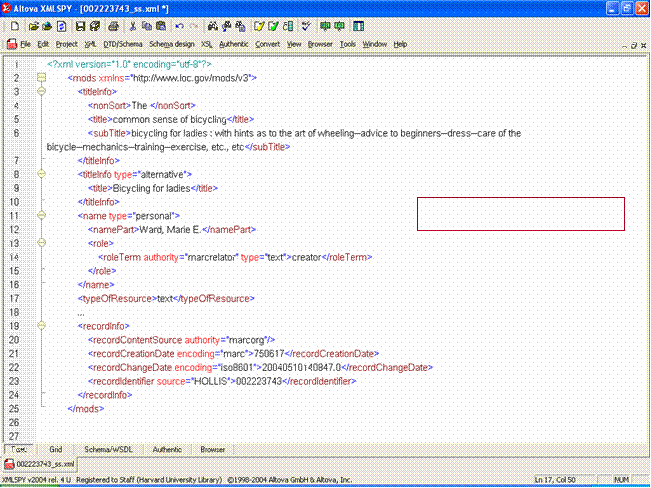 Altova XMLSPY - [002223743_ss.xml *]
File Edit Project XML DTD/Schema Schema design XSL Authentic Convert View Browser Tools Window Help
1 <?xml version="1.0" encoding="utf-8"?>
2 <mods xmlns="http://www.loc.gov/mods/v3">
3 <titleInfo>
4 <nonSort>The </nonSort>
5 <title>common sense of bicycling</title>
6 <subTitle>bicycling for ladies : with hints as to the art of wheeling—advice to beginners—dress—care of the
bicycle—mechanics—training—exercise, etc., etc</subTitle>
7 </titleInfo>
8 <titleInfo type="alternative">
9 <title>Bicycling for ladies</title>
10 </titleInfo>
11 <name type="personal">
12 <namePart>Ward, Marie E.</namePart>
13 <role>
14 <roleTerm authority="marcrelator" type="text">creator</roleTerm>
15 </role>
16 </name>
17 <typeOfResource>text</typeOfResource>
18 ...
19 <recordInfo>
20 <recordContentSource authority="marcorg"/>
21 <recordCreationDate encoding="marc">750617</recordCreationDate>
22 <recordChangeDate encoding="iso8601">20040510140847.0</recordChangeDate>
23 <recordIdentifier source="HOLLIS">002223743</recordIdentifier>
24 </recordInfo>
25 </mods>
26
27
Text Grid Schema/WSDL Authentic Browser
002223743_ss.xml
XMLSPY v2004 rel. 4 U Registered to Staff (Harvard University Library) ©1998-2004 Altova GmbH & Altova, Inc. Ln 17, Col 50 NUM